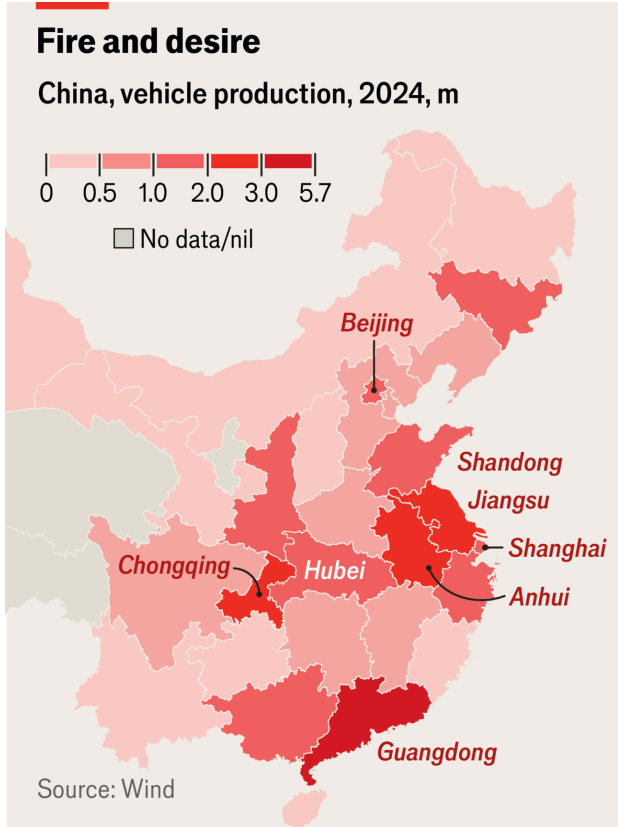 Fire and desire
China, vehicle production, 2024, m
0 0.5 1.0 2.0 3.0 5.7
No data/nil
Beijing
Shandong
Jiangsu
Shanghai
Chongqing
Hubei
Anhui
Guangdong
Source: Wind